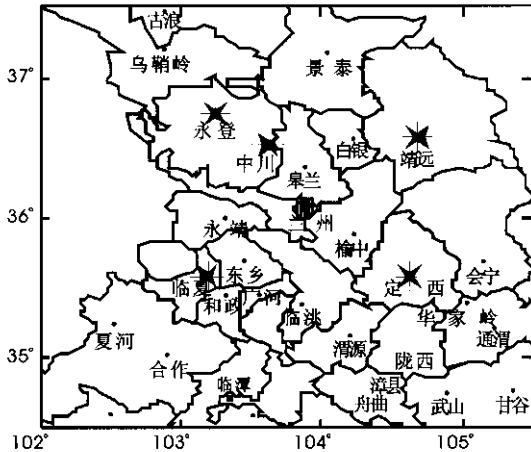 古浪
37°
乌鞘岭
景泰
永登
白银
靖远
中川
皋兰
36°
兰州
永靖
榆中
临夏
东乡
定西
会宁
和政
广河
临洮
华家岭
夏河
渭源
通渭
35°
合作
陇西
临潭
漳县
舟曲
武山
甘谷
102°
103°
104°
105°